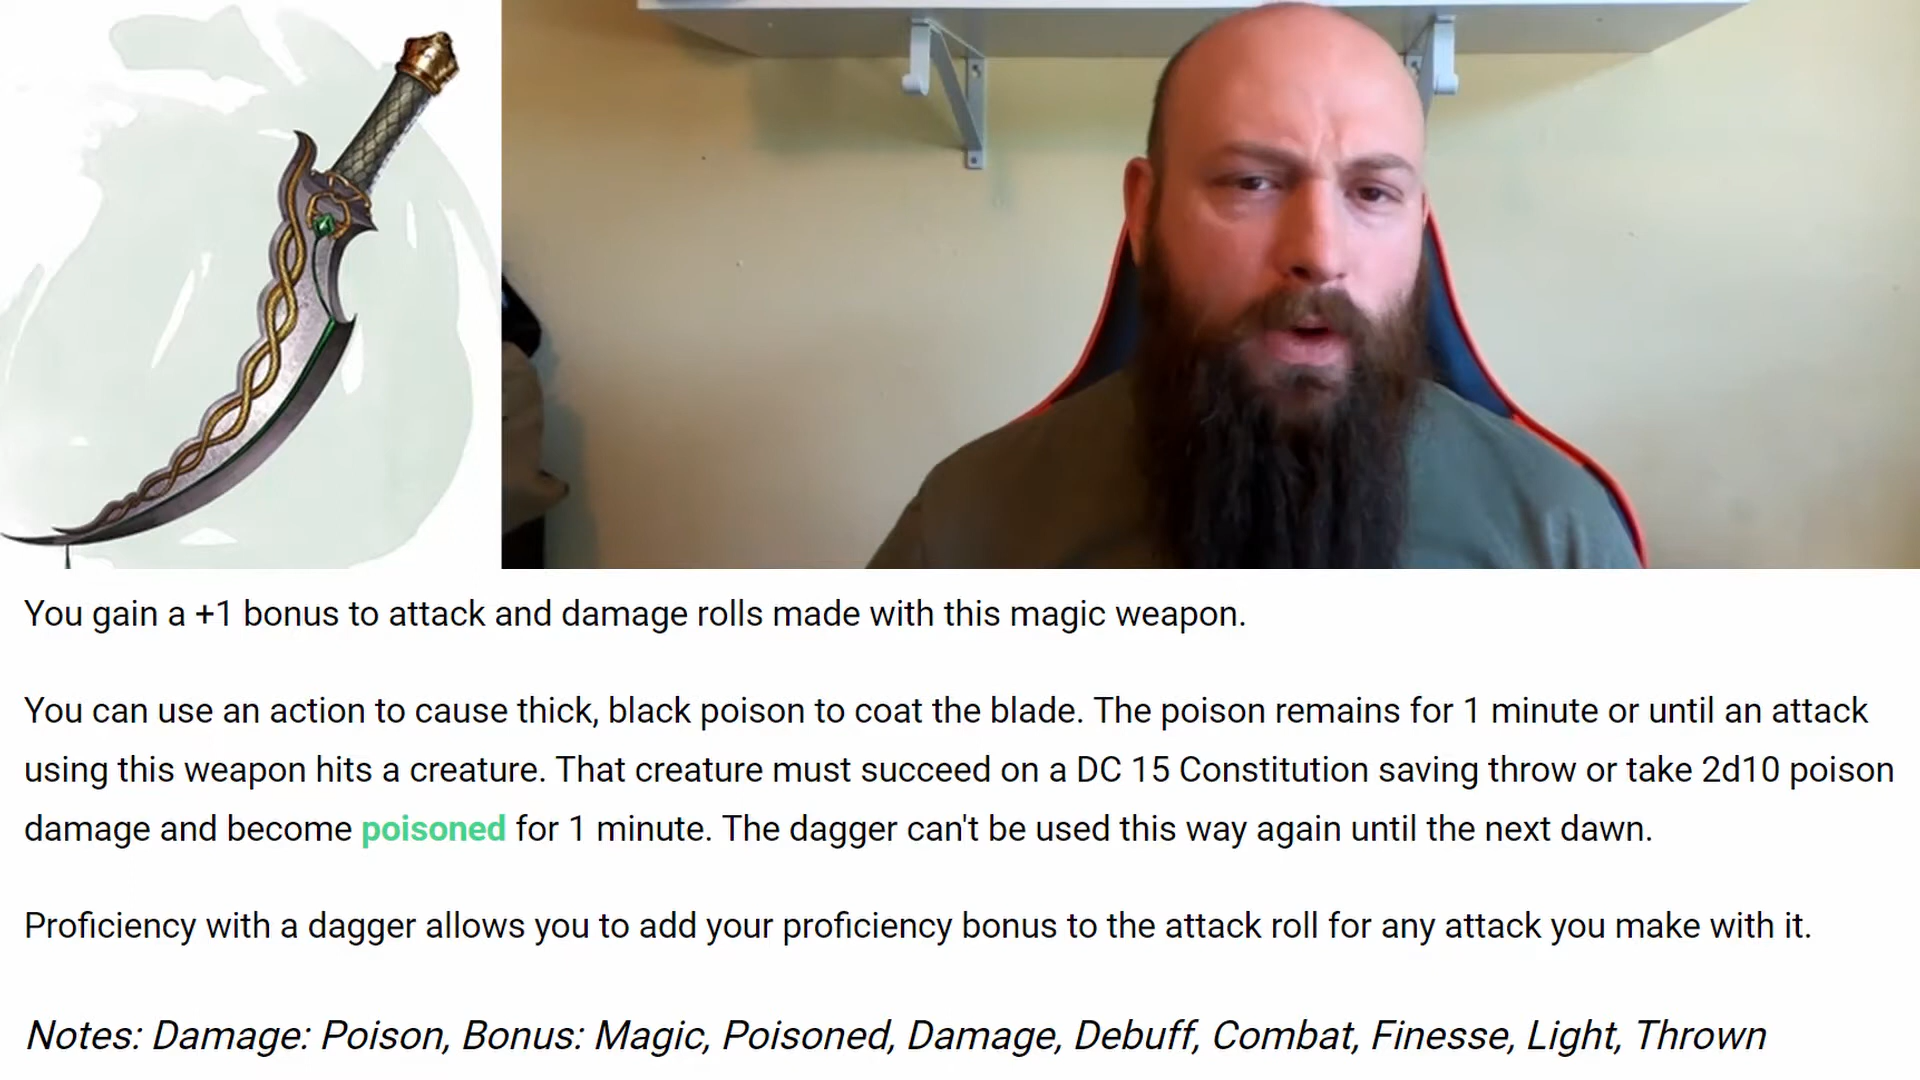 You gain a +1 bonus to attack and damage rolls made with this magic weapon.
You can use an action to cause thick, black poison to coat the blade. The poison remains for 1 minute or until an attack
using this weapon hits a creature. That creature must succeed on a DC 15 Constitution saving throw or take 2d10 poison
damage and become poisoned for 1 minute. The dagger can't be used this way again until the next dawn.
Proficiency with a dagger allows you to add your proficiency bonus to the attack roll for any attack you make with it.
Notes: Damage: Poison, Bonus: Magic, Poisoned, Damage, Debuff, Combat, Finesse, Light, Thrown